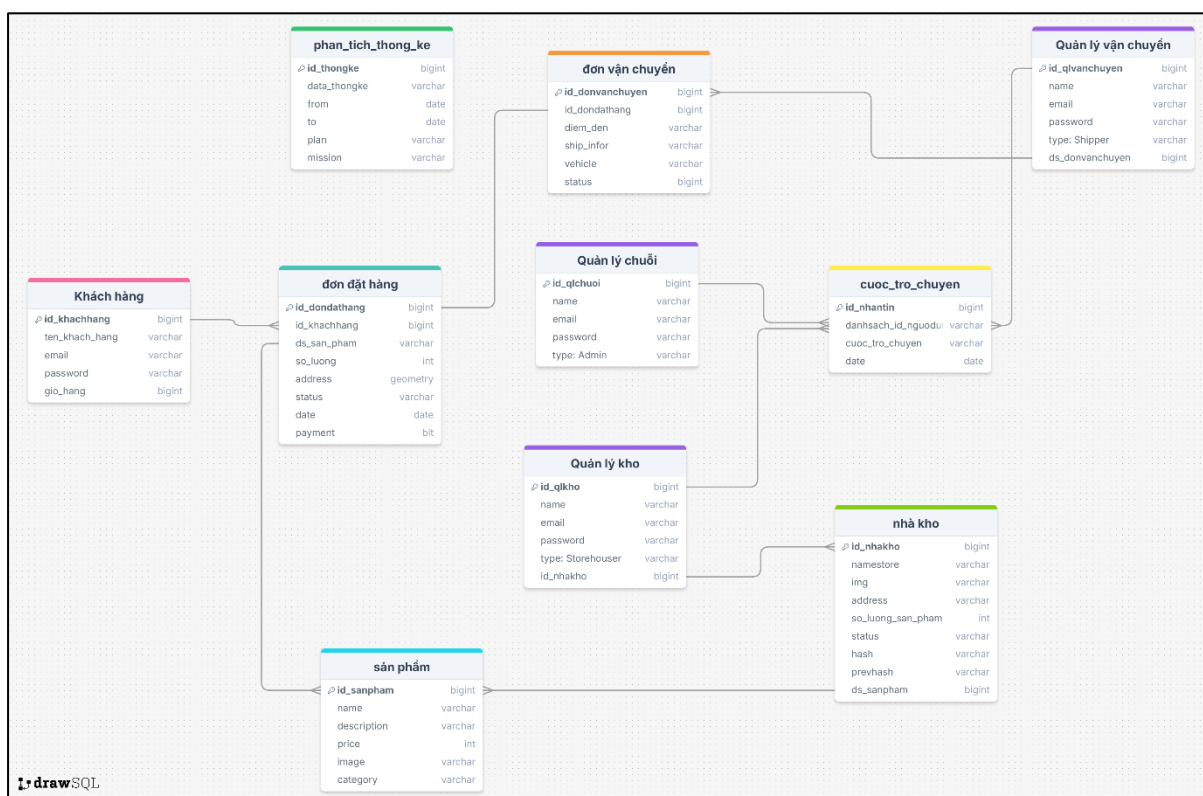 phan_tich_thong_ke
id_thongke bigint
data_thongke varchar
from date
to date
plan varchar
mission varchar
đơn vận chuyển
id_donvanchuyen bigint
id_dondathang bigint
diem_den varchar
ship_infor varchar
vehicle varchar
status bigint
Quản lý vận chuyển
id_qlvanchuyen bigint
name varchar
email varchar
password varchar
type: Shipper varchar
ds_donvanchuyen bigint
Khách hàng
id_khachhang bigint
ten_khach_hang varchar
email varchar
password varchar
gio_hang bigint
đơn đặt hàng
id_dondathang bigint
id_khachhang bigint
ds_san_pham varchar
so_luong int
address geometry
status varchar
date date
payment bit
Quản lý chuỗi
id_qlchuoi bigint
name varchar
email varchar
password varchar
type: Admin varchar
cuoc_tro_chuyen
id_nhantin bigint
danhsach_id_nguodu varchar
cuoc_tro_chuyen varchar
date date
Quản lý kho
id_qlkho bigint
name varchar
email varchar
password varchar
type: Storehouser varchar
id_nhakho bigint
nhà kho
id_nhakho bigint
namestore varchar
img varchar
address varchar
so_luong_san_pham int
status varchar
hash varchar
prevhash varchar
ds_sanpham bigint
sản phẩm
id_sanpham bigint
name varchar
description varchar
price int
image varchar
category varchar
drawSQL